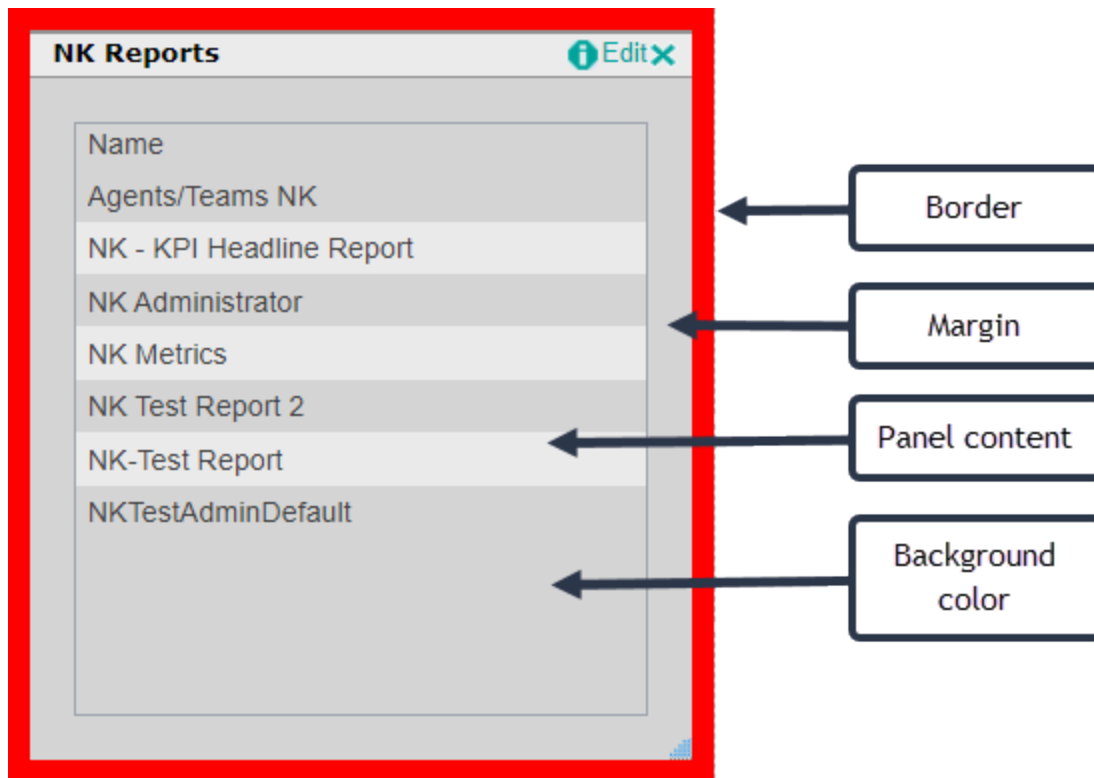 NK Reports
Edit
Name
Agents/Teams NK
NK - KPI Headline Report
NK Administrator
NK Metrics
NK Test Report 2
NK-Test Report
NKTestAdminDefault
Border
Margin
Panel content
Background
color